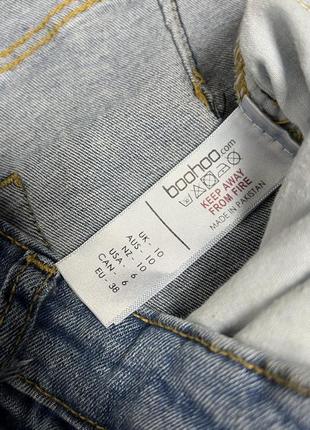 boohoo.com
KEEP AWAY
FROM FIRE
MADE IN PAKISTAN
UK - 10
AUS - 10
NZ - 10
USA - 6
CAN - 6
EU - 38